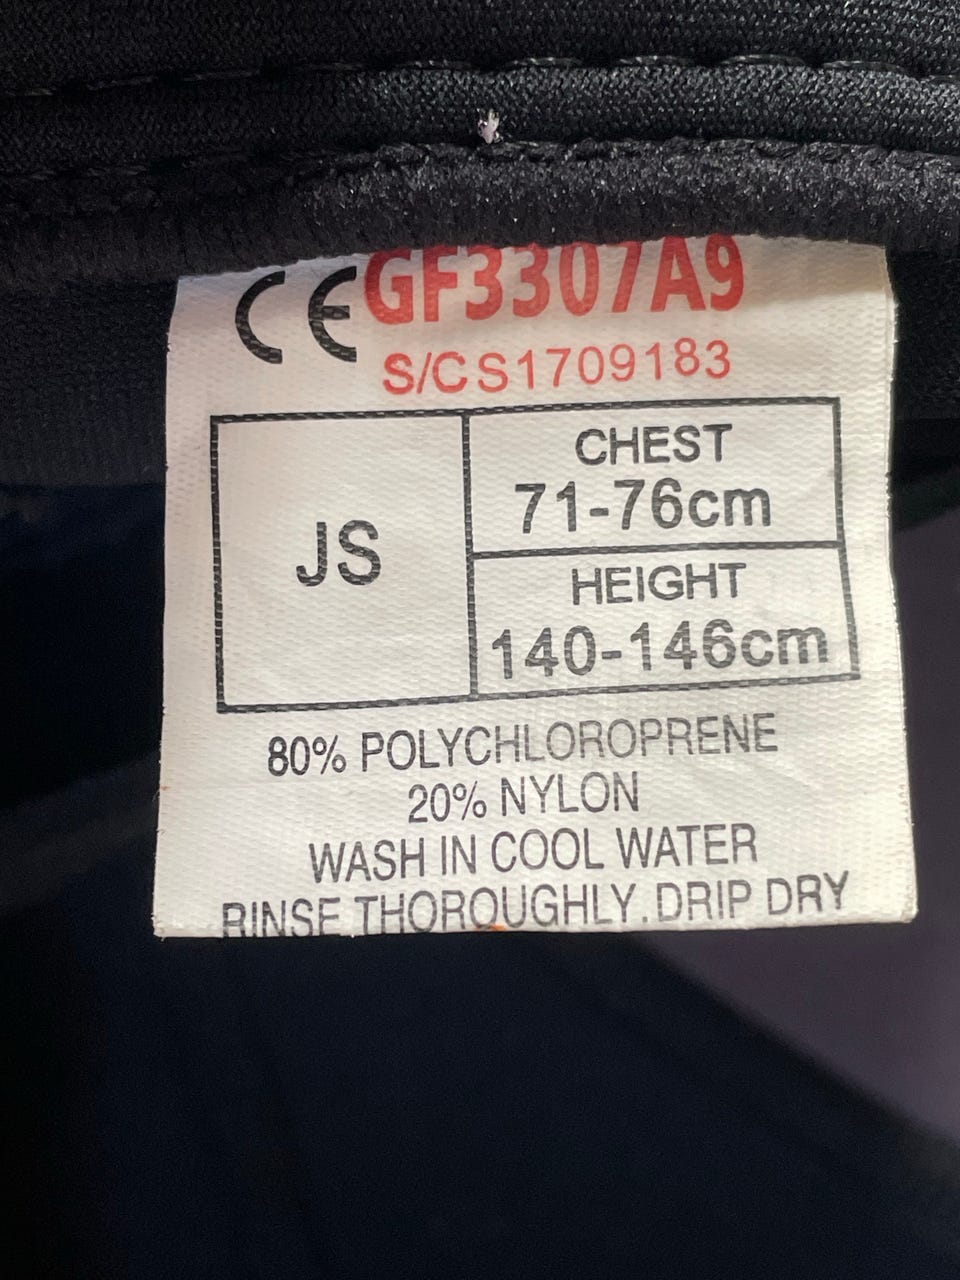 CE GF3307A9
S/C S1709183
JS
CHEST
71-76cm
HEIGHT
140-146cm
80% POLYCHLOROPRENE
20% NYLON
WASH IN COOL WATER
RINSE THOROUGHLY. DRIP DRY